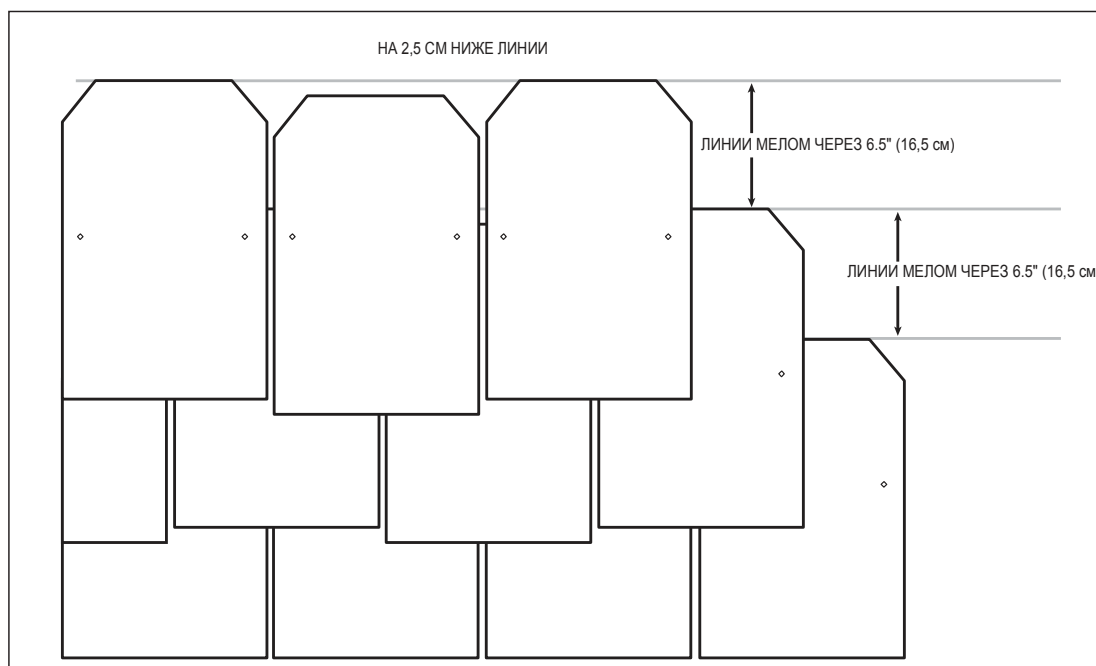 НА 2,5 СМ НИЖЕ ЛИНИИ
ЛИНИИ МЕЛОМ ЧЕРЕЗ 6.5" (16,5 см)
ЛИНИИ МЕЛОМ ЧЕРЕЗ 6.5" (16,5 см